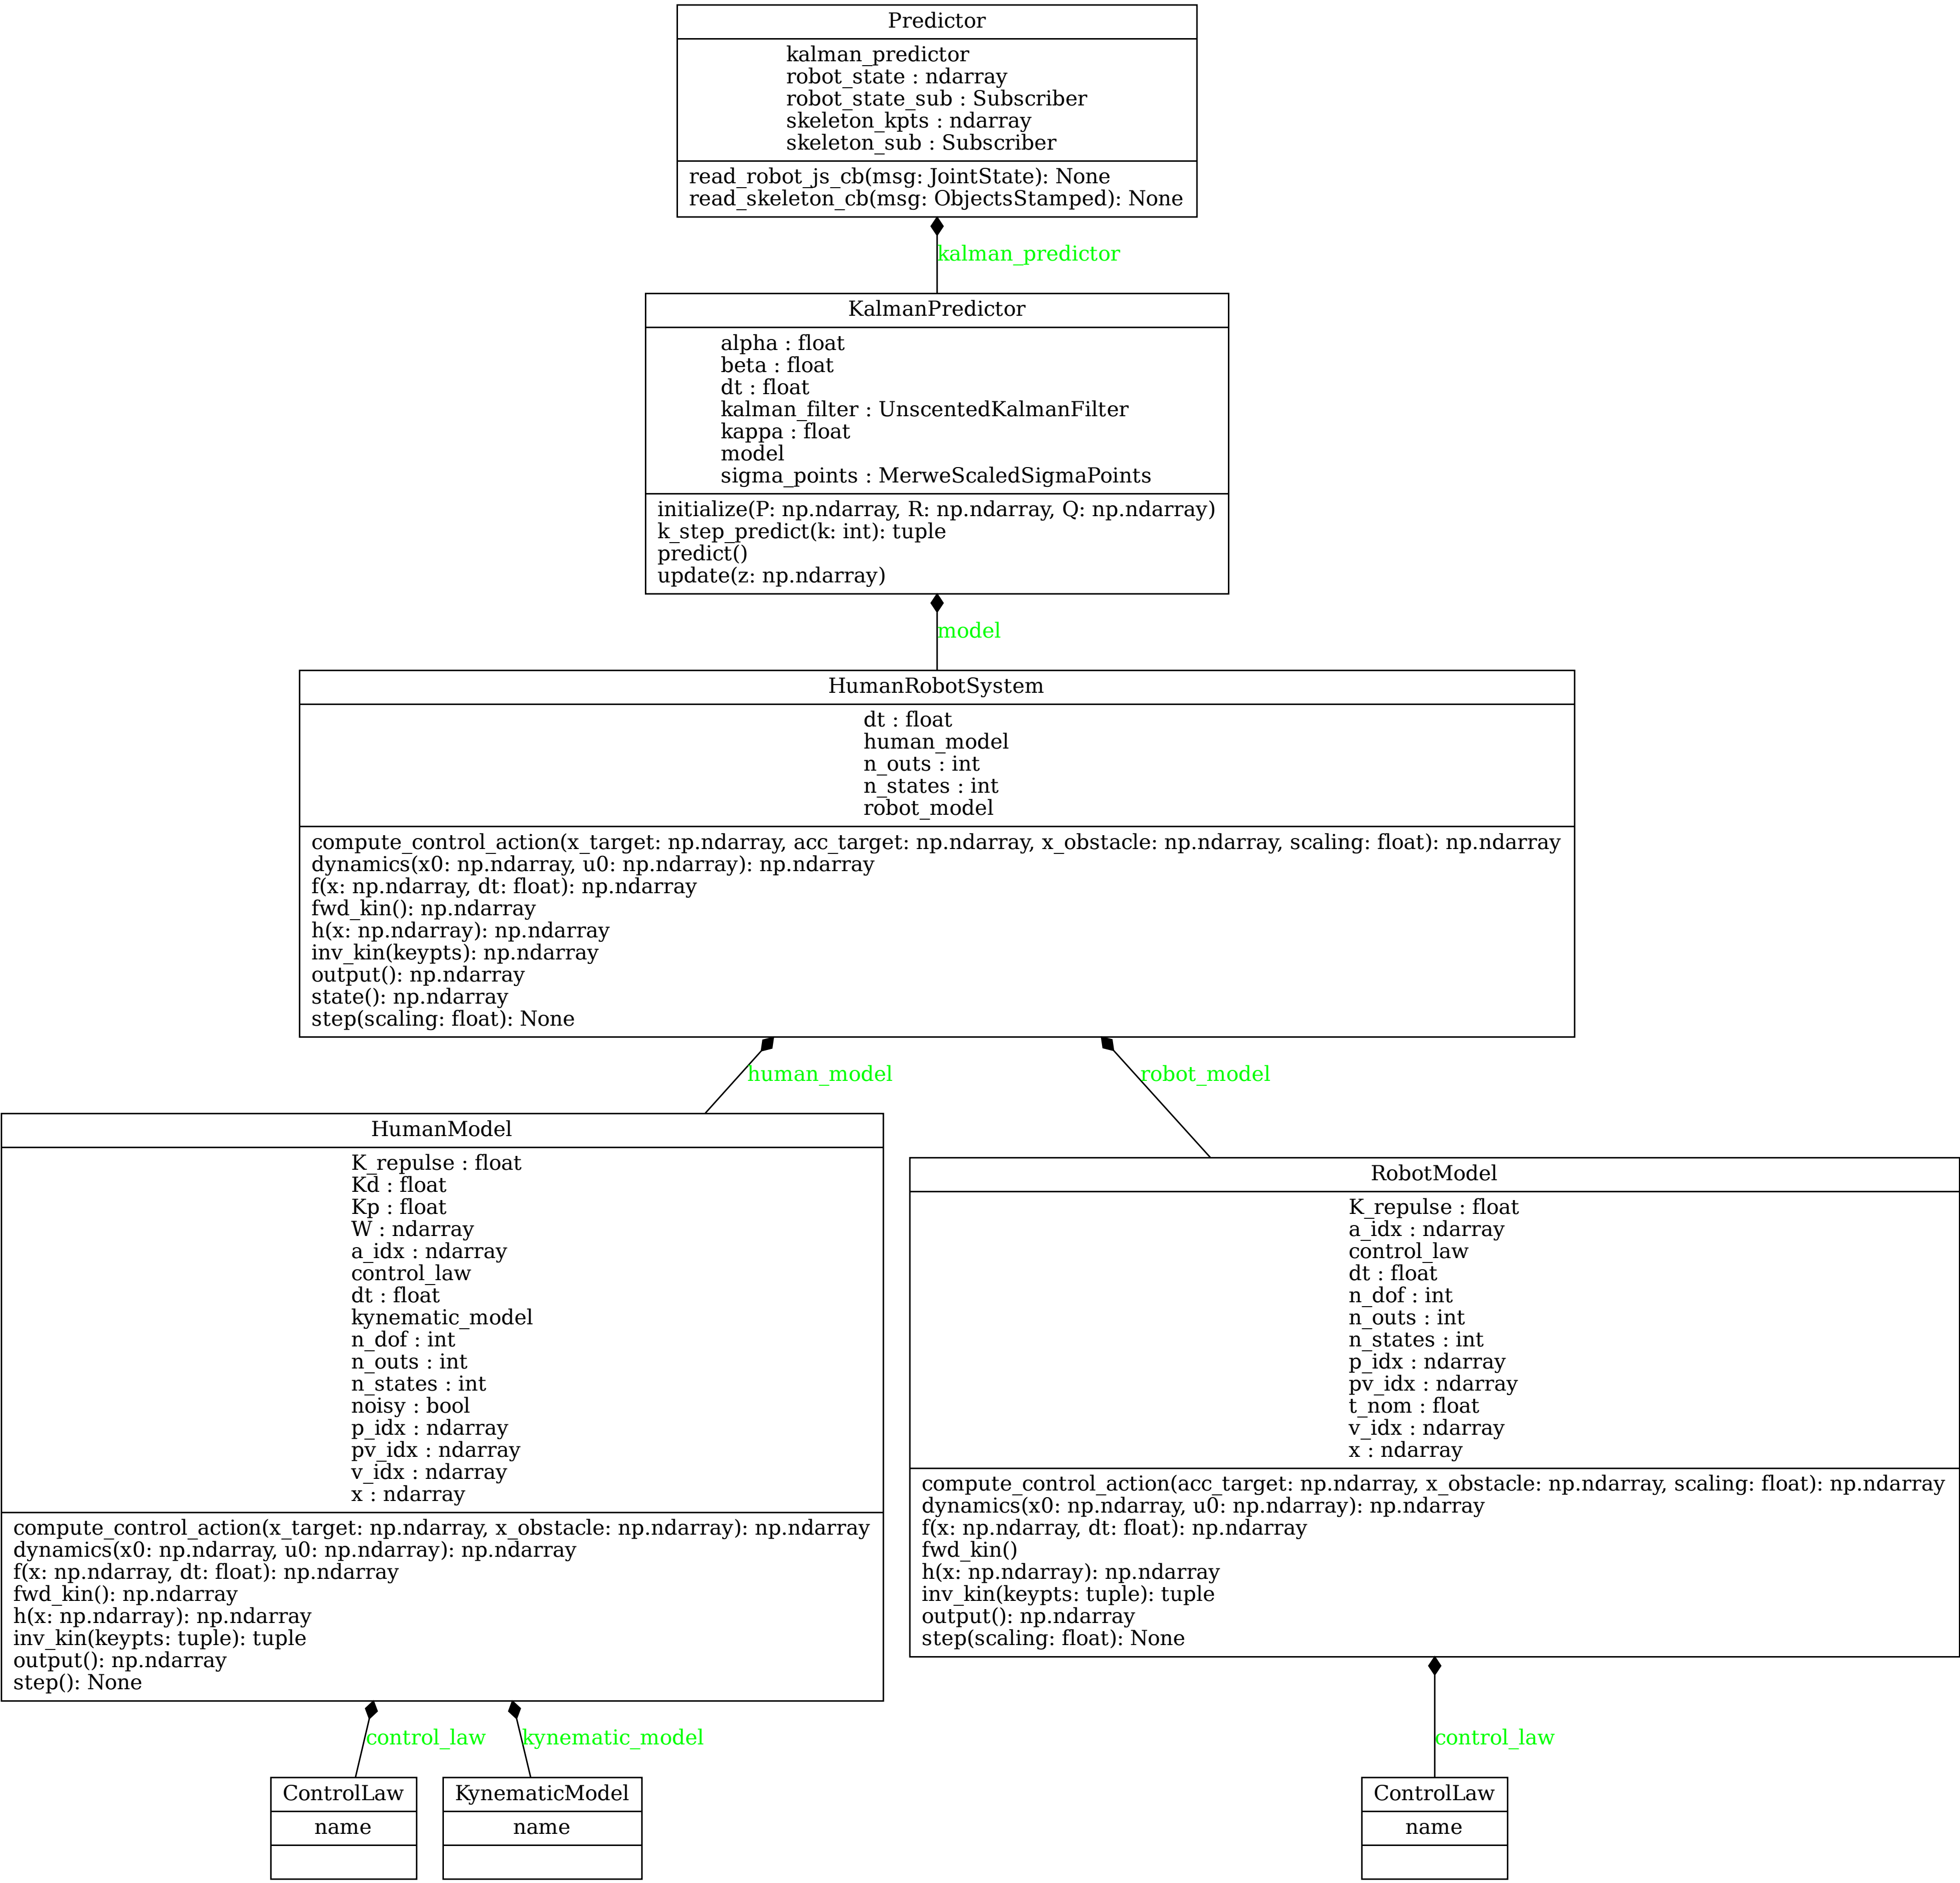 Predictor
kalman_predictor
robot_state : ndarray
robot_state_sub : Subscriber
skeleton_kpts : ndarray
skeleton_sub : Subscriber
read_robot_js_cb(msg: JointState): None
read_skeleton_cb(msg: ObjectsStamped): None
kalman_predictor
KalmanPredictor
alpha : float
beta : float
dt : float
kalman_filter : UnscentedKalmanFilter
kappa : float
model
sigma_points : MerweScaledSigmaPoints
initialize(P: np.ndarray, R: np.ndarray, Q: np.ndarray)
k_step_predict(k: int): tuple
predict()
update(z: np.ndarray)
model
HumanRobotSystem
dt : float
human_model
n_outs : int
n_states : int
robot_model
compute_control_action(x_target: np.ndarray, acc_target: np.ndarray, x_obstacle: np.ndarray, scaling: float): np.ndarray
dynamics(x0: np.ndarray, u0: np.ndarray): np.ndarray
f(x: np.ndarray, dt: float): np.ndarray
fwd_kin(): np.ndarray
h(x: np.ndarray): np.ndarray
inv_kin(keypts): np.ndarray
output(): np.ndarray
state(): np.ndarray
step(scaling: float): None
human_model
robot_model
HumanModel
K_repulse : float
Kd : float
Kp : float
W : ndarray
a_idx : ndarray
control_law
dt : float
kynematic_model
n_dof : int
n_outs : int
n_states : int
noisy : bool
p_idx : ndarray
pv_idx : ndarray
v_idx : ndarray
x : ndarray
compute_control_action(x_target: np.ndarray, x_obstacle: np.ndarray): np.ndarray
dynamics(x0: np.ndarray, u0: np.ndarray): np.ndarray
f(x: np.ndarray, dt: float): np.ndarray
fwd_kin(): np.ndarray
h(x: np.ndarray): np.ndarray
inv_kin(keypts: tuple): tuple
output(): np.ndarray
step(): None
RobotModel
K_repulse : float
a_idx : ndarray
control_law
dt : float
n_dof : int
n_outs : int
n_states : int
p_idx : ndarray
pv_idx : ndarray
t_nom : float
v_idx : ndarray
x : ndarray
compute_control_action(acc_target: np.ndarray, x_obstacle: np.ndarray, scaling: float): np.ndarray
dynamics(x0: np.ndarray, u0: np.ndarray): np.ndarray
f(x: np.ndarray, dt: float): np.ndarray
fwd_kin()
h(x: np.ndarray): np.ndarray
inv_kin(keypts: tuple): tuple
output(): np.ndarray
step(scaling: float): None
control_law
kynematic_model
control_law
ControlLaw
name
KynematicModel
name
ControlLaw
name